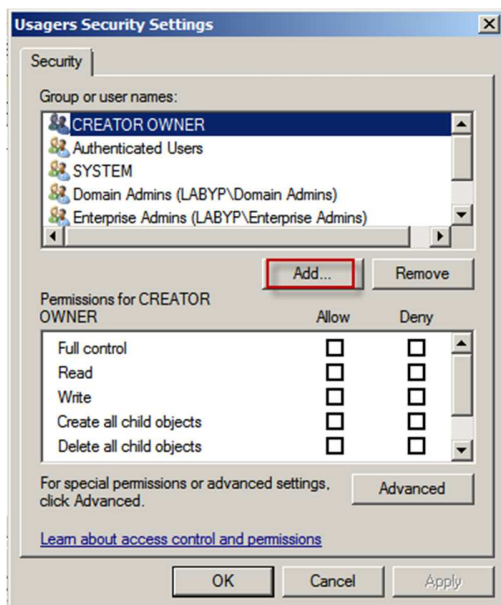 Usagers Security Settings
Security
Group or user names:
CREATOR OWNER
Authenticated Users
SYSTEM
Domain Admins (LABYP\Domain Admins)
Enterprise Admins (LABYP\Enterprise Admins)
Add... Remove
Permissions for CREATOR
OWNER Allow Deny
Full control
Read
Write
Create all child objects
Delete all child objects
For special permissions or advanced settings,
click Advanced.
Advanced
Learn about access control and permissions
OK Cancel Apply